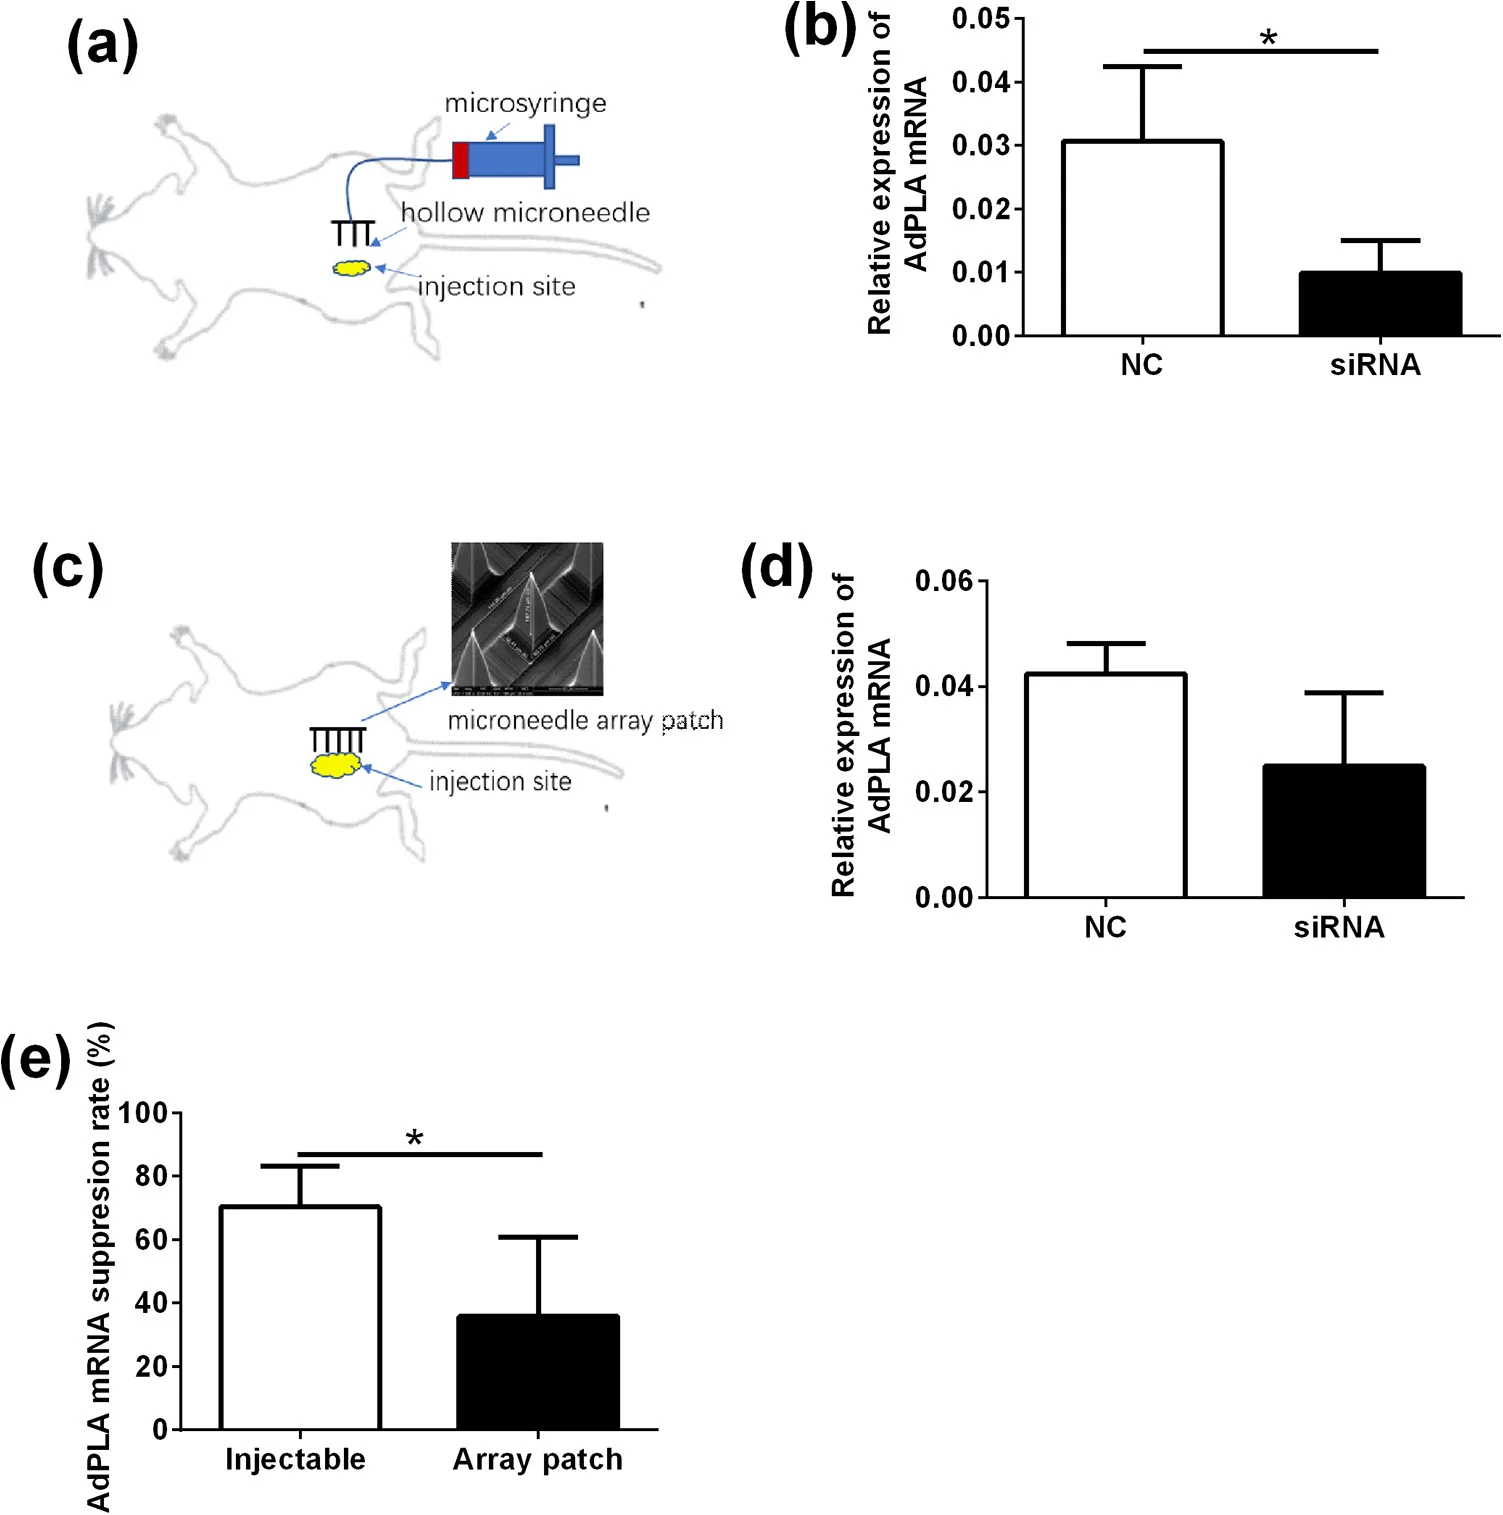 (a)
microsyringe
hollow microneedle
injection site
(b)
Relative expression of
AdPLA mRNA
0.05
0.04
0.03
0.02
0.01
0.00
*
NC
siRNA
(c)
microneedle array patch
injection site
(d)
Relative expression of
AdPLA mRNA
0.06
0.04
0.02
0.00
NC
siRNA
(e)
AdPLA mRNA suppresion rate (%)
100
80
60
40
20
0
*
Injectable
Array patch